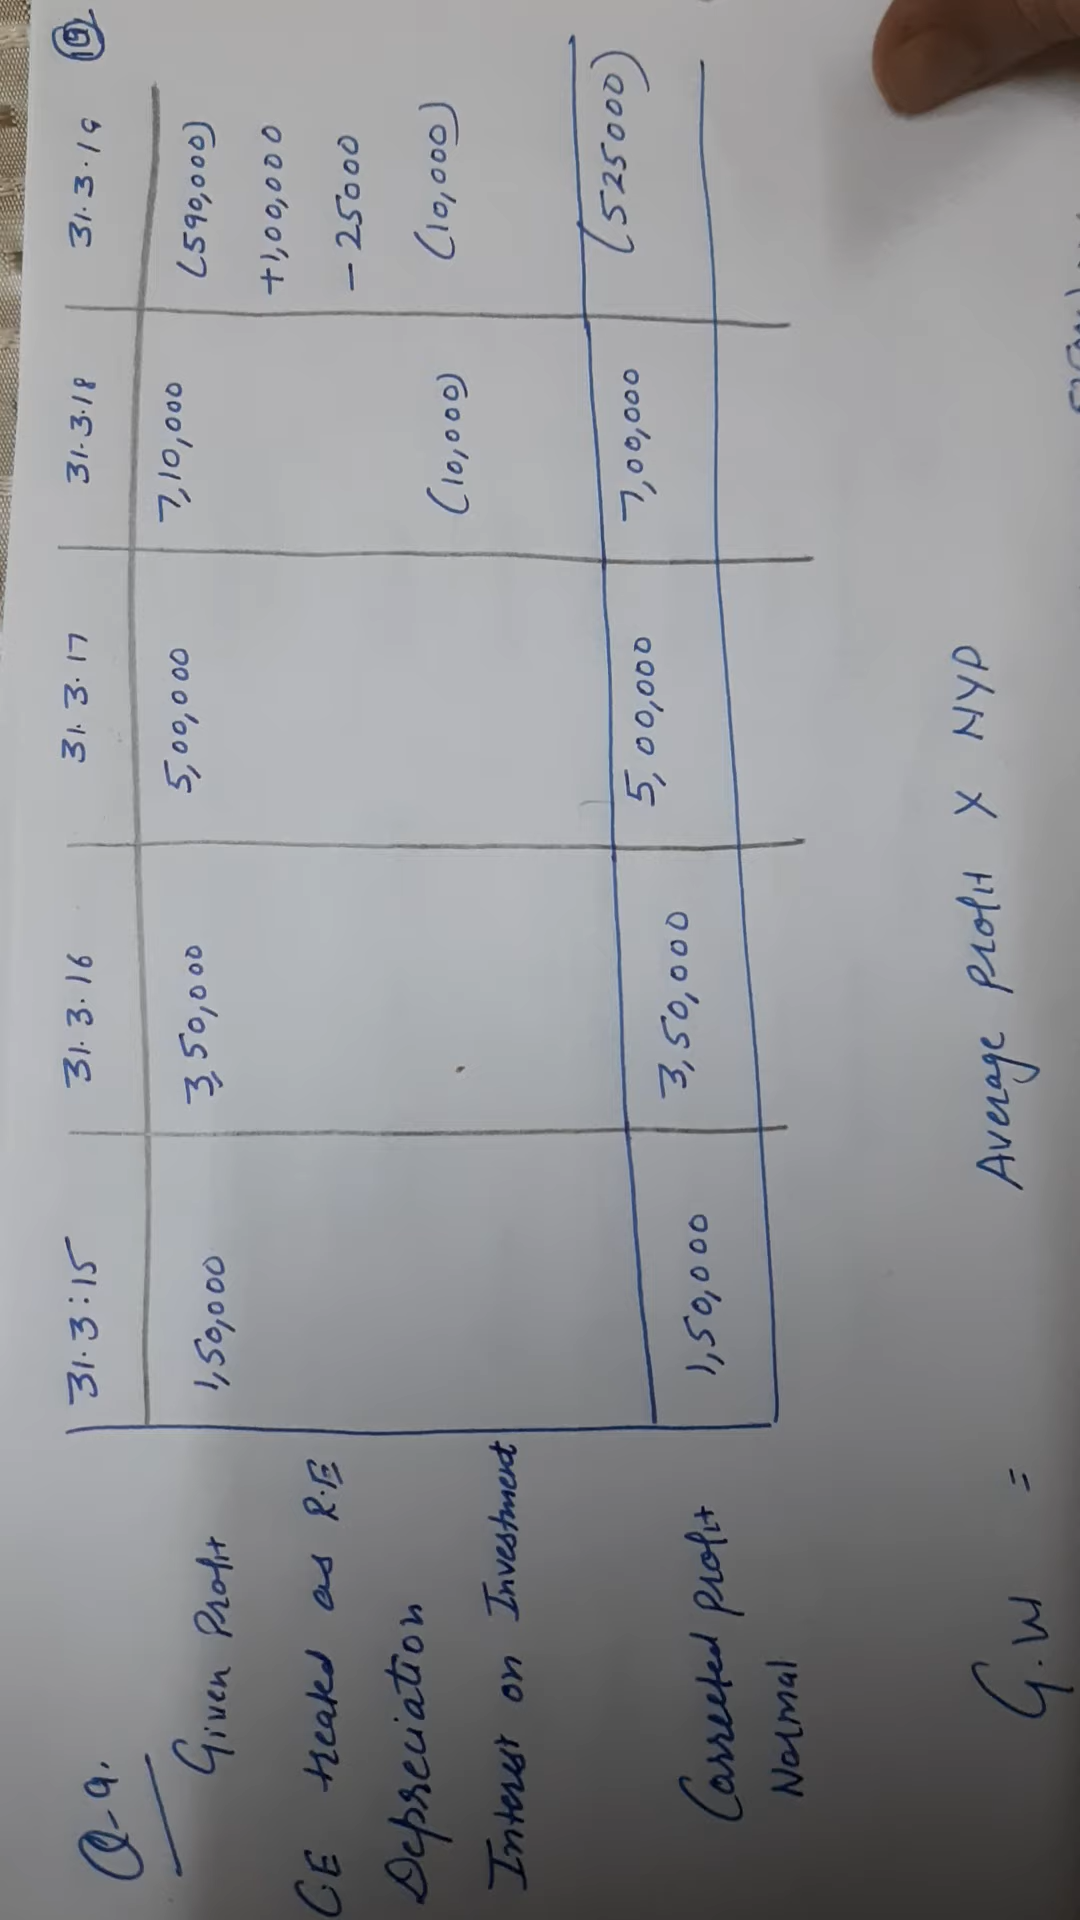 (19)
Q-9. 31.3.15 31.3.16 31.3.17 31.3.18 31.3.19
Given Profit 1,50,000 3,50,000 5,00,000 7,10,000 (590,000)
C.E treated as R.E +1,00,000
Depreciation - 25000
Interest on Investment (10,000) (10,000)
Corrected Profit 1,50,000 3,50,000 5,00,000 7,00,000 (525000)
Normal
G.W = Average Profit X NYP